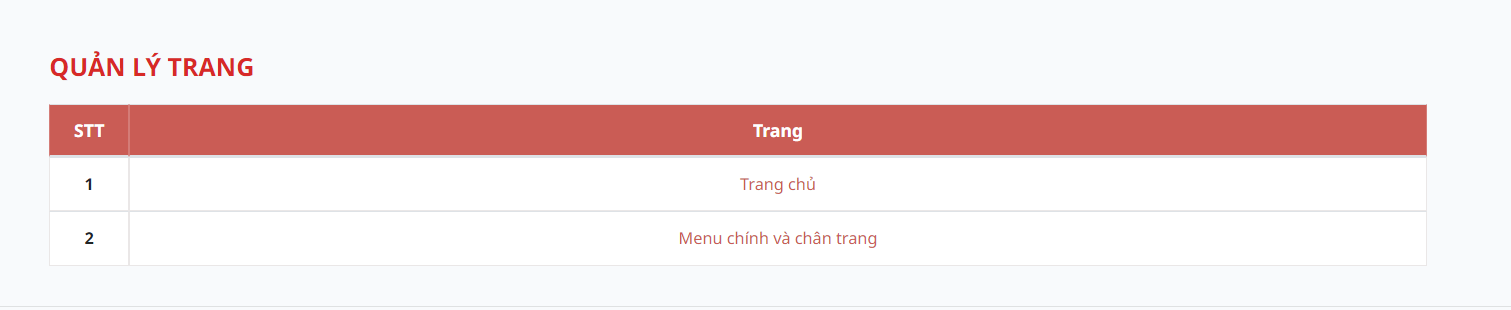 QUẢN LÝ TRANG
STT Trang
1 Trang chủ
2 Menu chính và chân trang